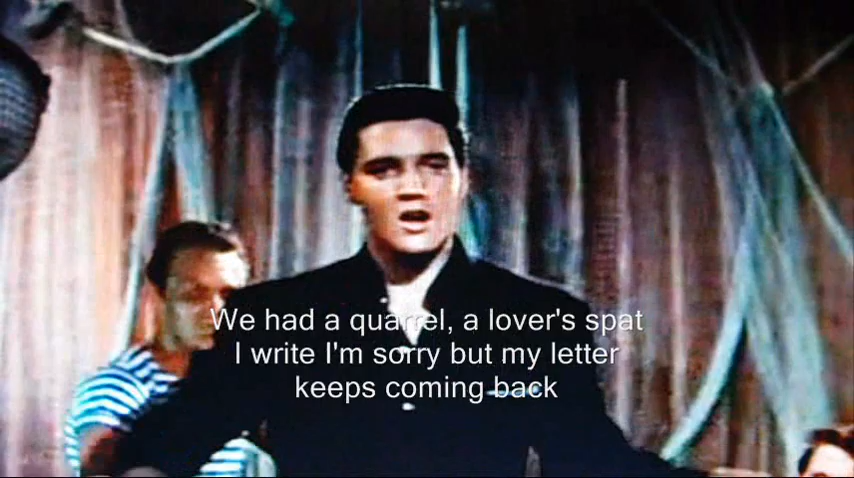 We had a quarrel, a lover's spat
I write I'm sorry but my letter
keeps coming back